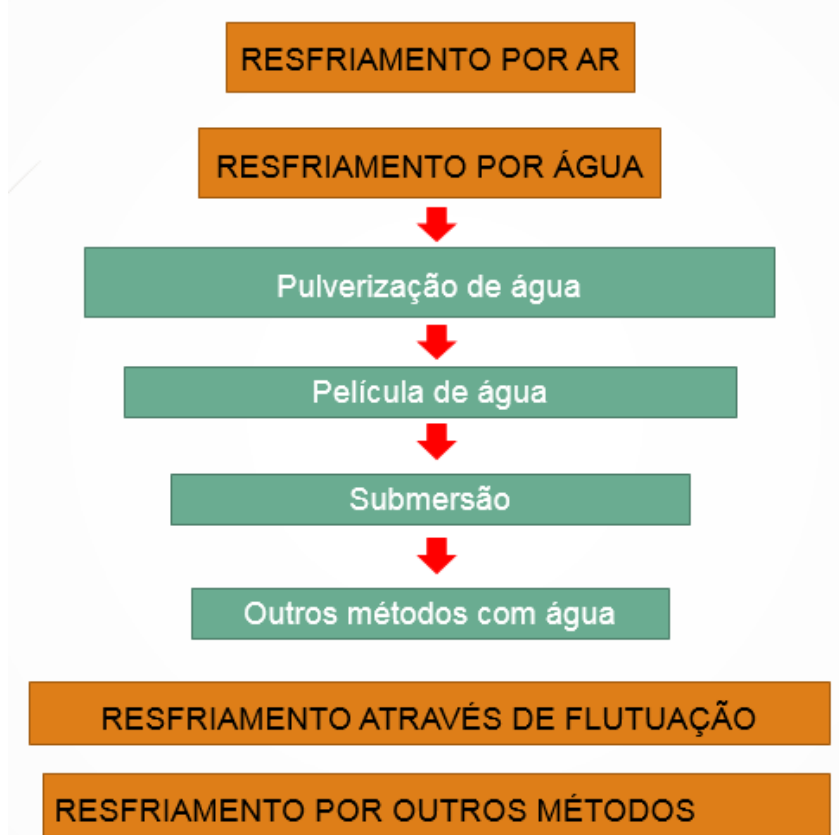 RESFRIAMENTO POR AR
RESFRIAMENTO POR ÁGUA
Pulverização de água
Película de água
Submersão
Outros métodos com água
RESFRIAMENTO ATRAVÉS DE FLUTUAÇÃO
RESFRIAMENTO POR OUTROS MÉTODOS